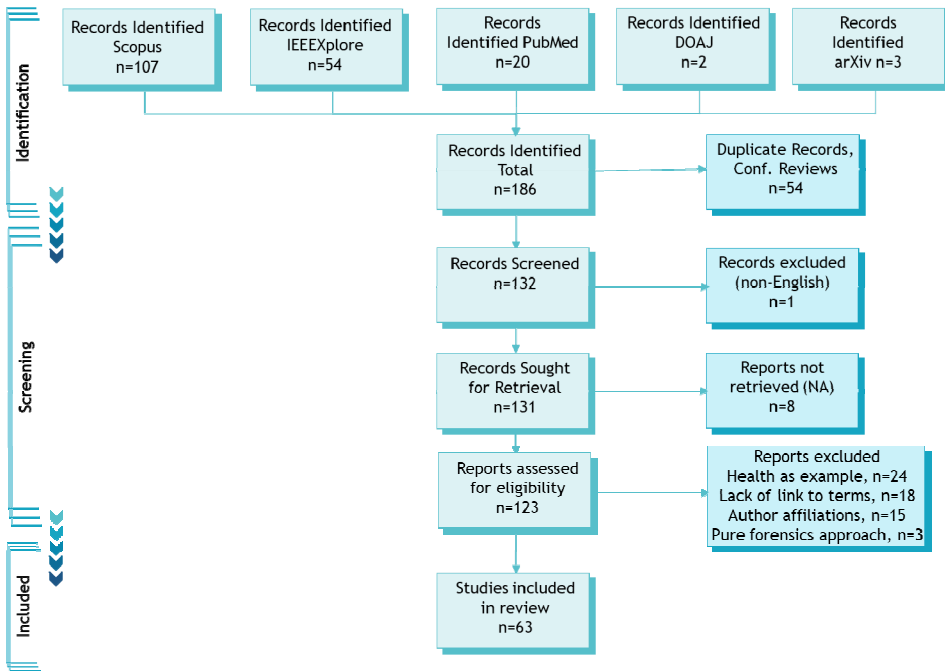 Records Identified
Scopus
n=107
Records Identified
IEEEXplore
n=54
Records
Identified PubMed
n=20
Records Identified
DOAJ
n=2
Records
Identified
arXiv n=3
Identification
Records Identified
Total
n=186
Duplicate Records,
Conf. Reviews
n=54
Screening
Records Screened
n=132
Records excluded
(non-English)
n=1
Records Sought
for Retrieval
n=131
Reports not
retrieved (NA)
n=8
Reports assessed
for eligibility
n=123
Reports excluded
Health as example, n=24
Lack of link to terms, n=18
Author affiliations, n=15
Pure forensics approach, n=3
Included
Studies included
in review
n=63